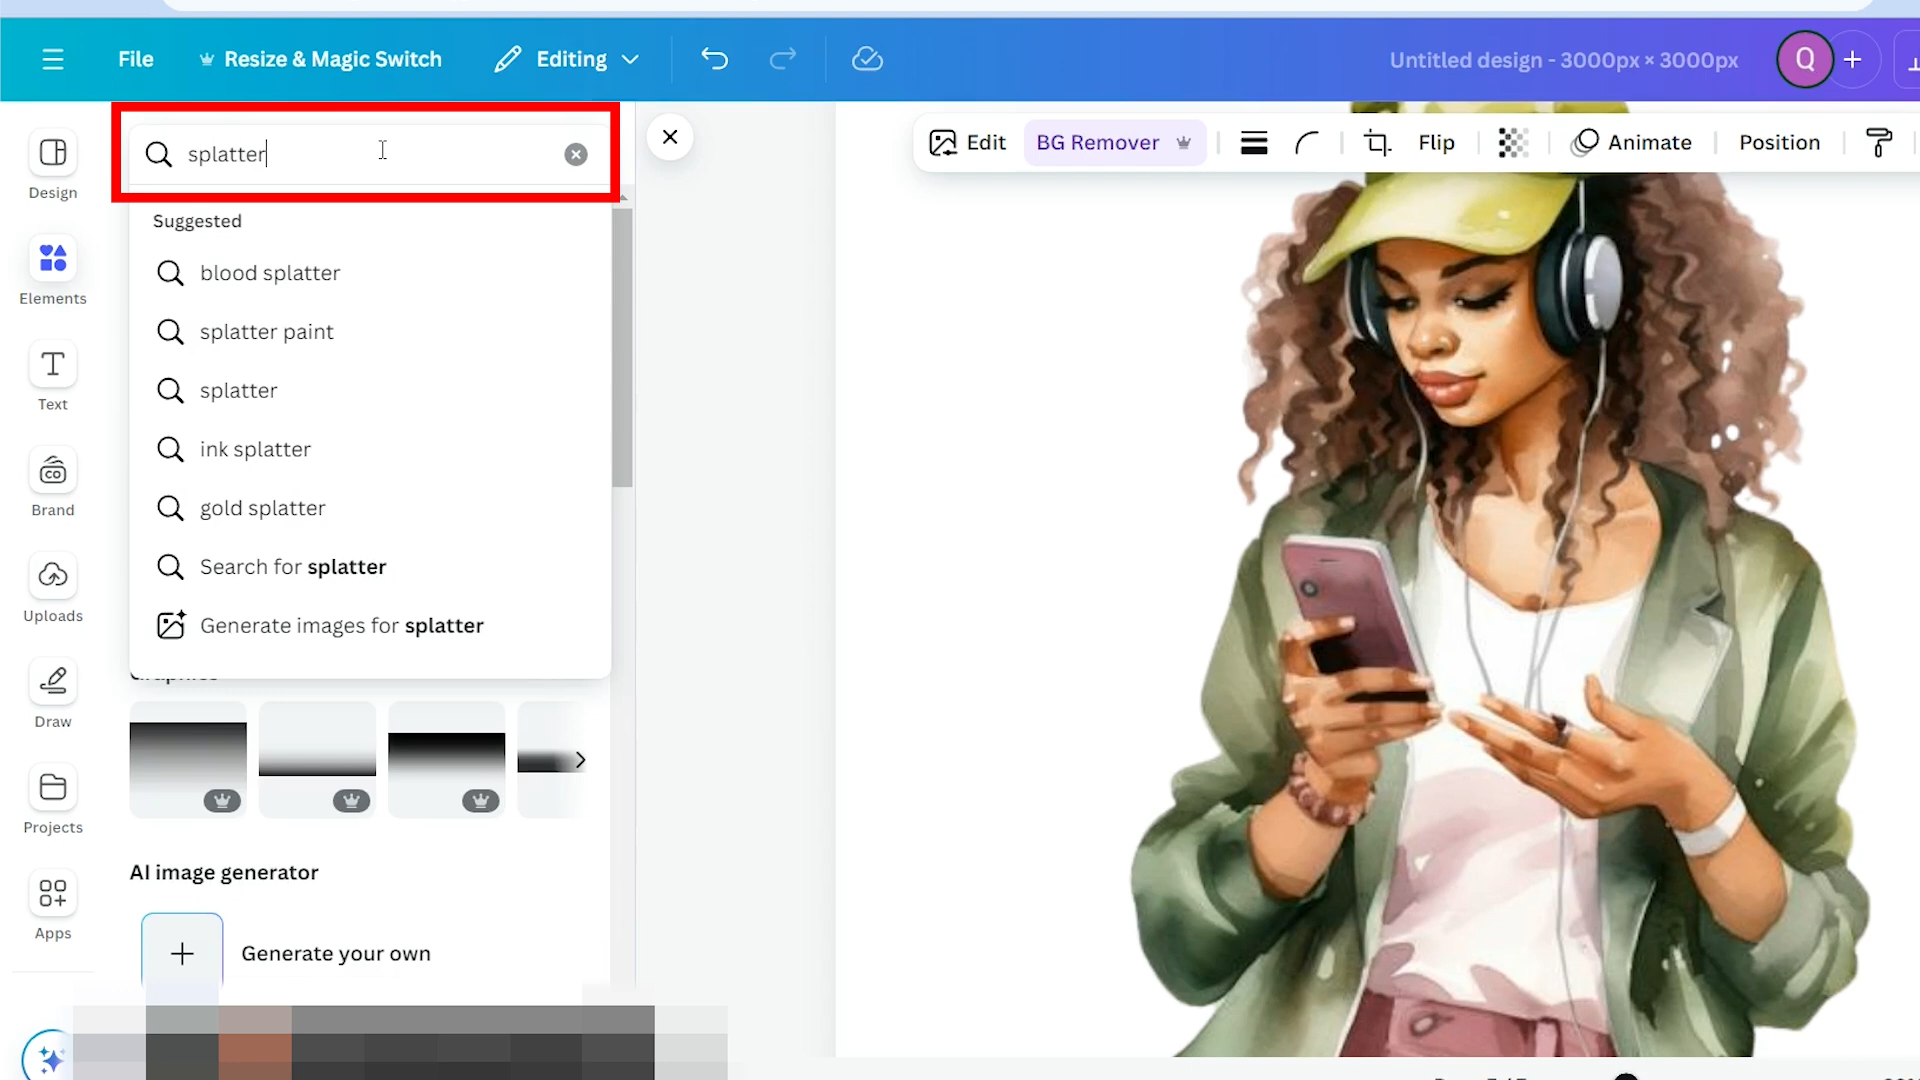 File
Resize & Magic Switch
Editing
Untitled design - 3000px × 3000px
Q
splatter
Edit
BG Remover
Flip
Animate
Position
Design
Elements
Text
CO
Brand
Uploads
Draw
Projects
Apps
Suggested
blood splatter
splatter paint
splatter
ink splatter
gold splatter
Search for splatter
Generate images for splatter
AI image generator
Generate your own